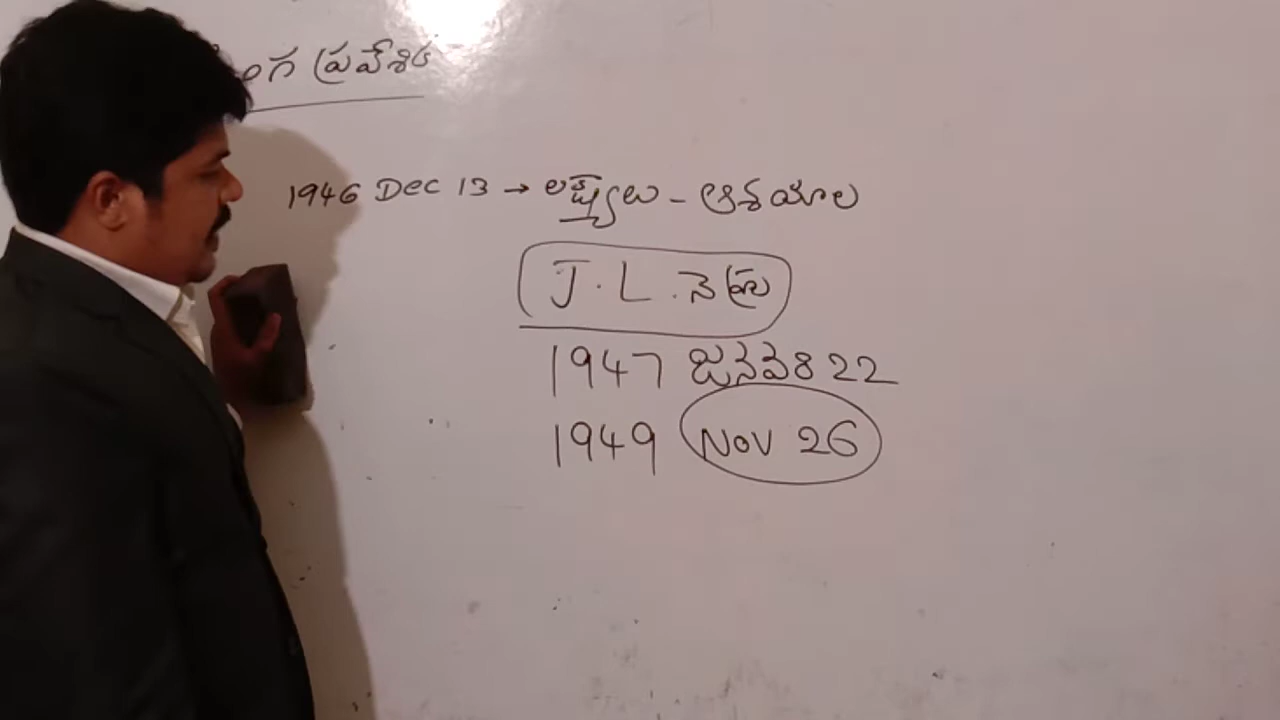 ప్రవేశిక
1946 Dec 13 → లక్ష్యాలు - ఆశయాల
J.L. నెహ్రూ
1947 జనవరి 22
1949 Nov 26